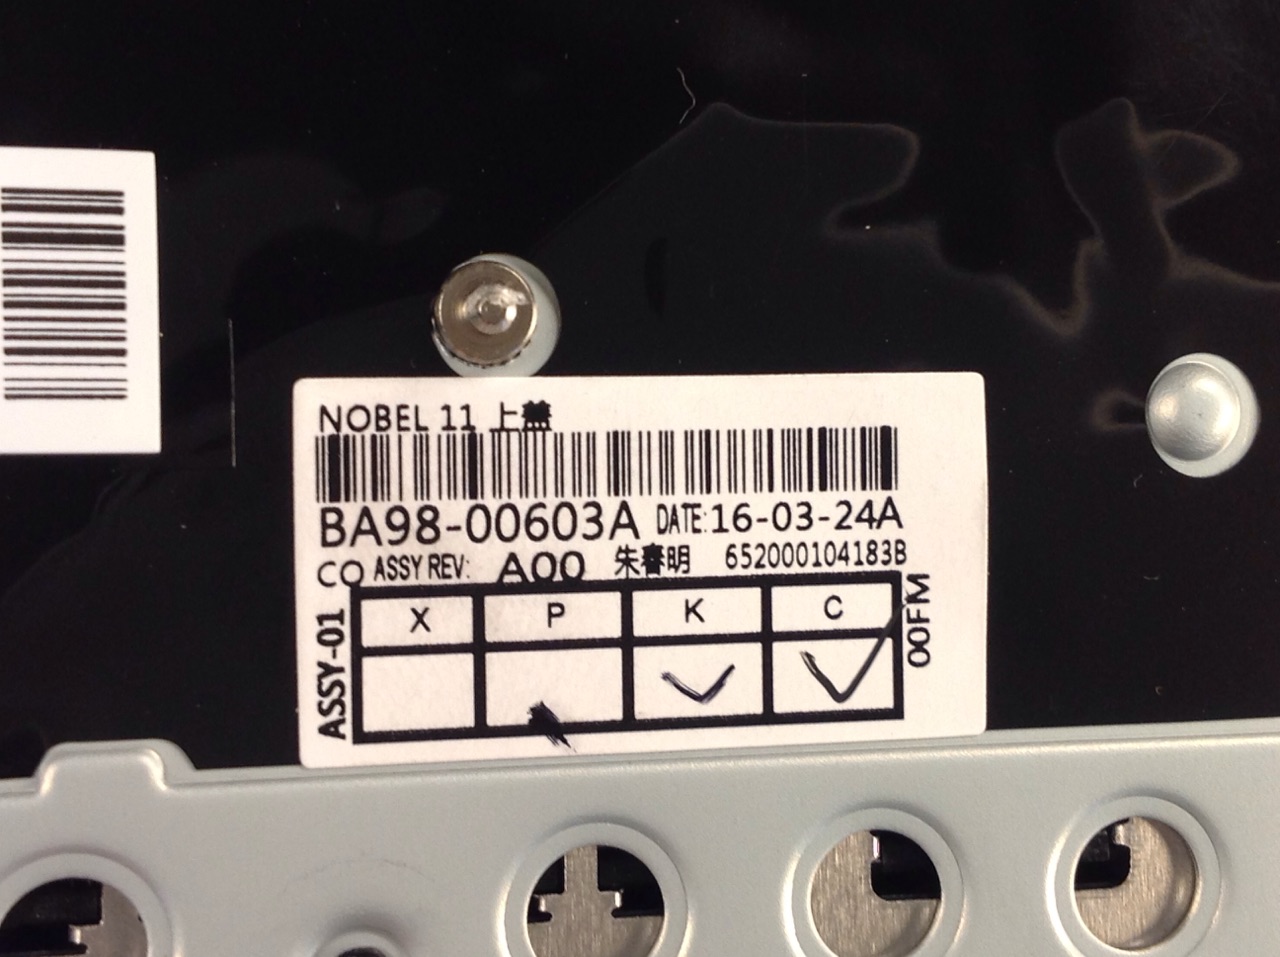 NOBEL 11 上盖
BA98-00603A DATE:16-03-24A
CO ASSY REV: A00 朱春明 652000104183B
ASSY-01
X P K C
00FM